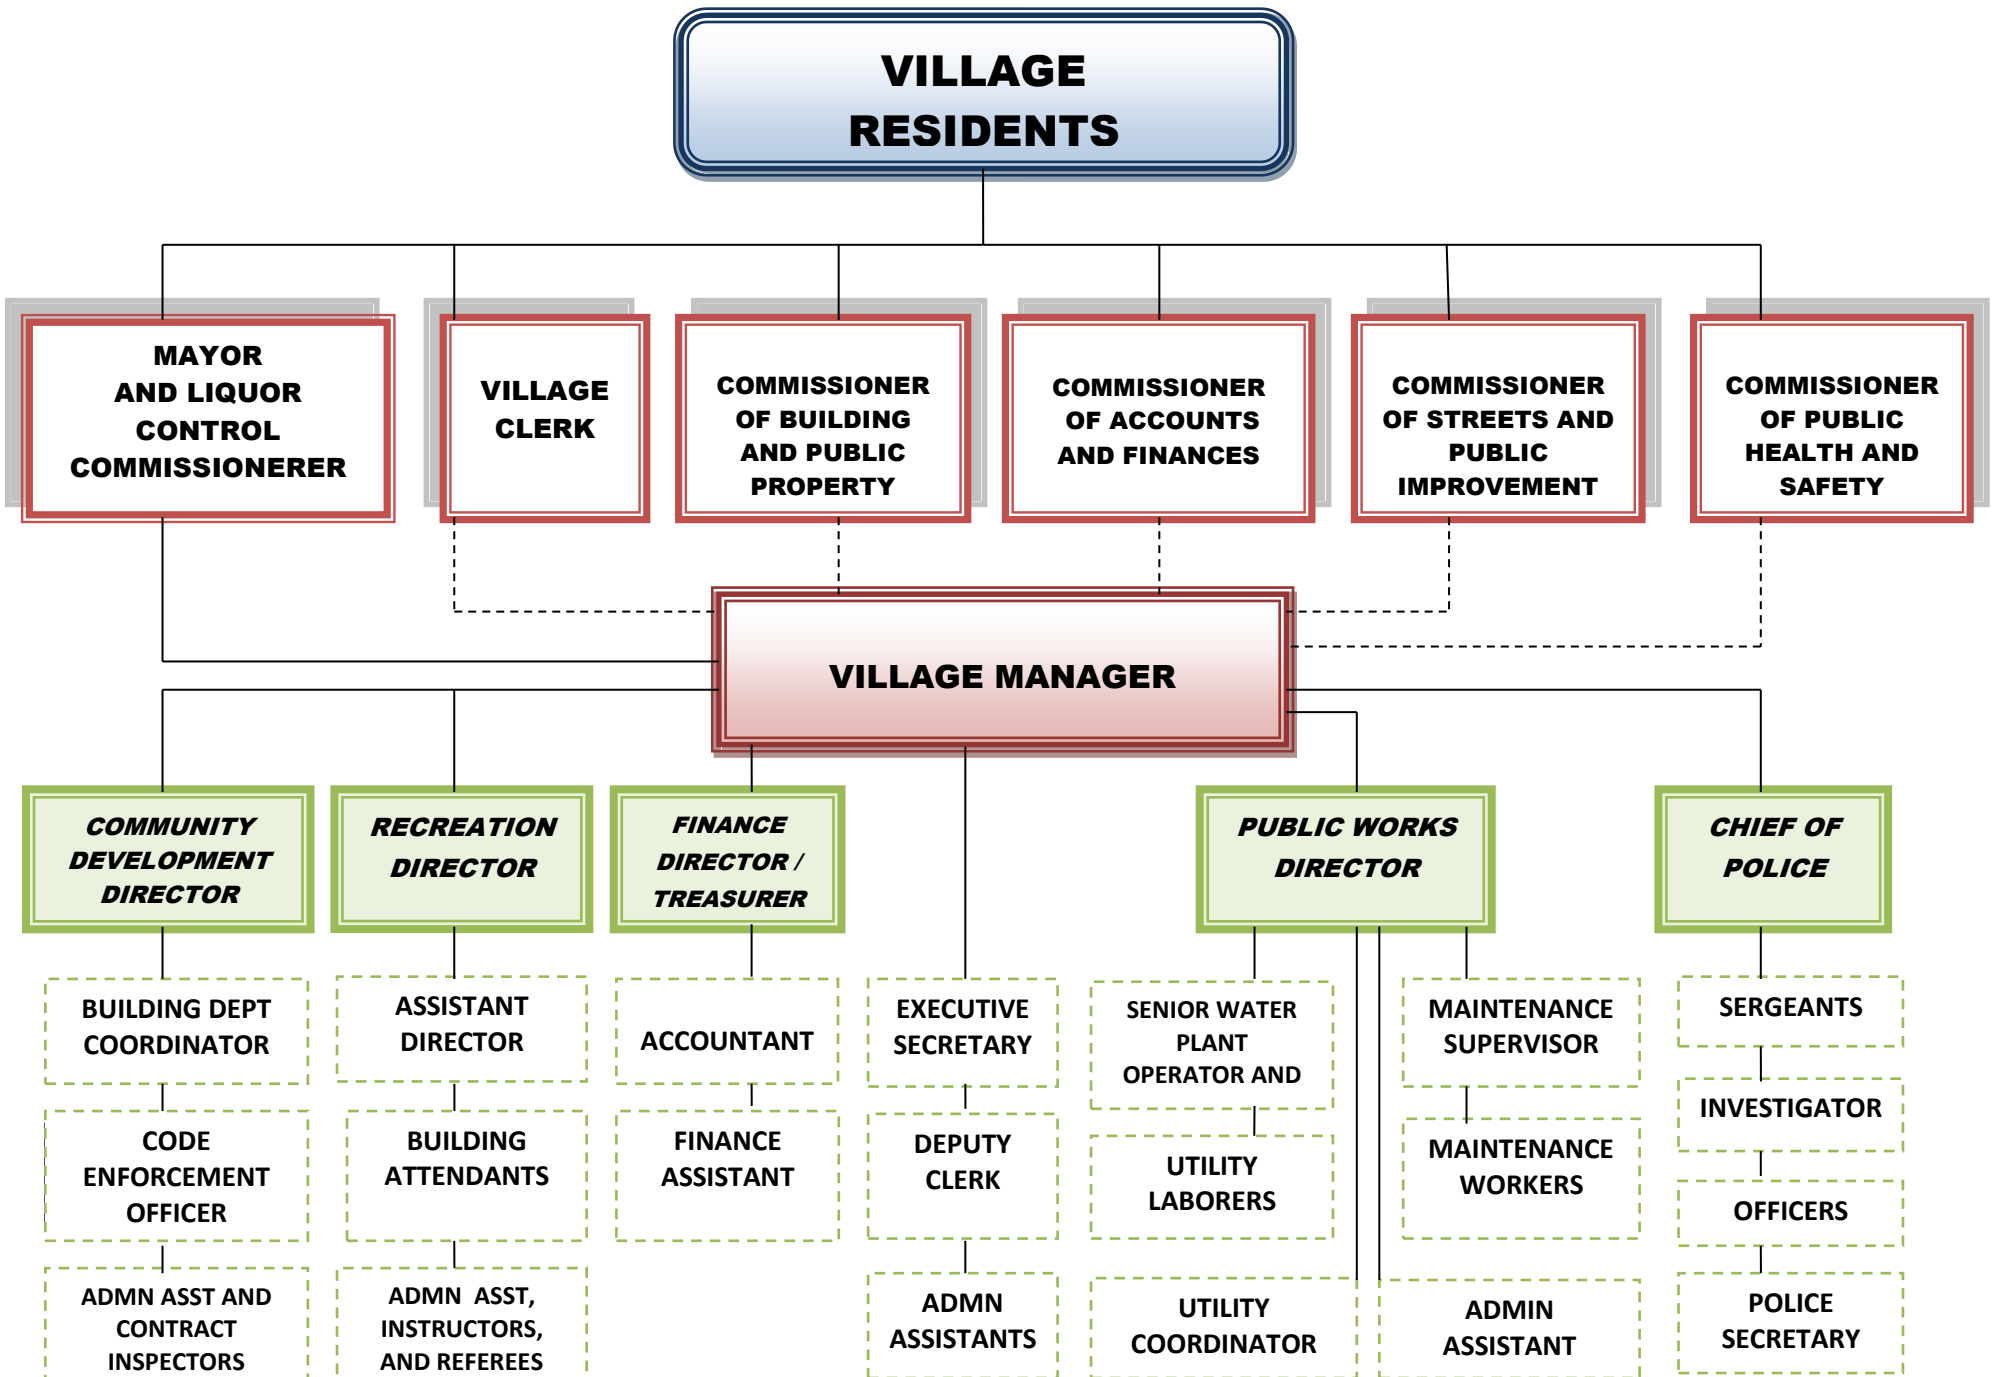 VILLAGE
RESIDENTS
MAYOR
AND LIQUOR
CONTROL
COMMISSIONERER
VILLAGE
CLERK
COMMISSIONER
OF BUILDING
AND PUBLIC
PROPERTY
COMMISSIONER
OF ACCOUNTS
AND FINANCES
COMMISSIONER
OF STREETS AND
PUBLIC
IMPROVEMENT
COMMISSIONER
OF PUBLIC
HEALTH AND
SAFETY
VILLAGE MANAGER
COMMUNITY
DEVELOPMENT
DIRECTOR
RECREATION
DIRECTOR
FINANCE
DIRECTOR /
TREASURER
PUBLIC WORKS
DIRECTOR
CHIEF OF
POLICE
BUILDING DEPT
COORDINATOR
ASSISTANT
DIRECTOR
ACCOUNTANT
EXECUTIVE
SECRETARY
SENIOR WATER
PLANT
OPERATOR AND
MAINTENANCE
SUPERVISOR
SERGEANTS
INVESTIGATOR
CODE
ENFORCEMENT
OFFICER
BUILDING
ATTENDANTS
FINANCE
ASSISTANT
DEPUTY
CLERK
UTILITY
LABORERS
MAINTENANCE
WORKERS
OFFICERS
ADMN ASST AND
CONTRACT
INSPECTORS
ADMN ASST,
INSTRUCTORS,
AND REFEREES
ADMN
ASSISTANTS
UTILITY
COORDINATOR
ADMIN
ASSISTANT
POLICE
SECRETARY